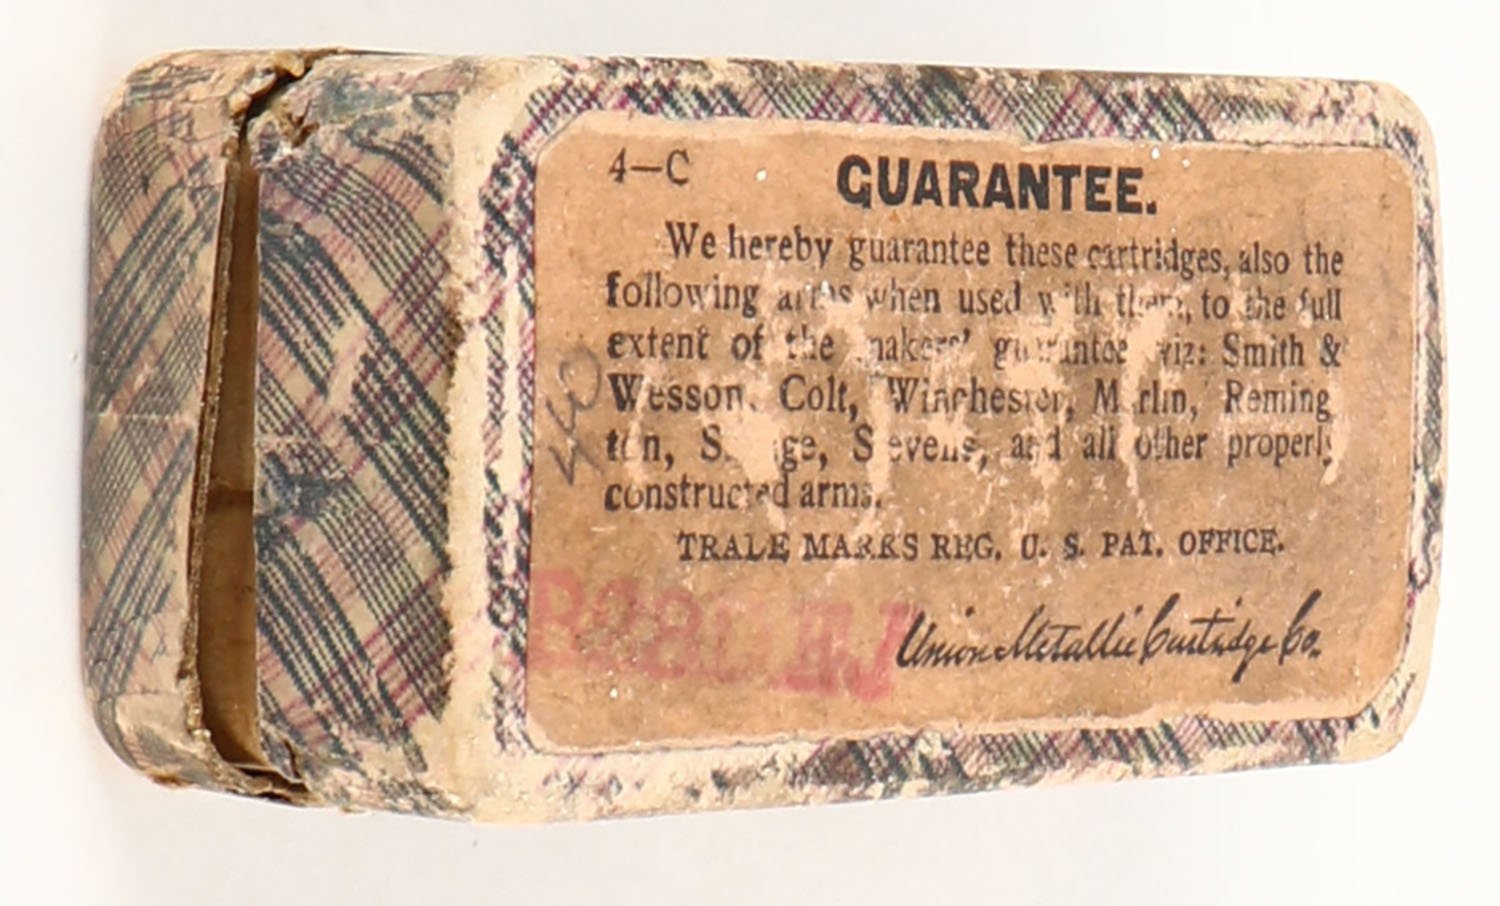 4—C
GUARANTEE.
We hereby guarantee these cartridges, also the
following arms when used with them, to the full
extent of the makers' guarantee viz: Smith &
Wesson, Colt, Winchester, Marlin, Reming
ton, Savage, Stevens, and all other properly
constructed arms.
TRADE MARKS REG. U. S. PAT. OFFICE.
Union Metallic Cartridge Co.
40